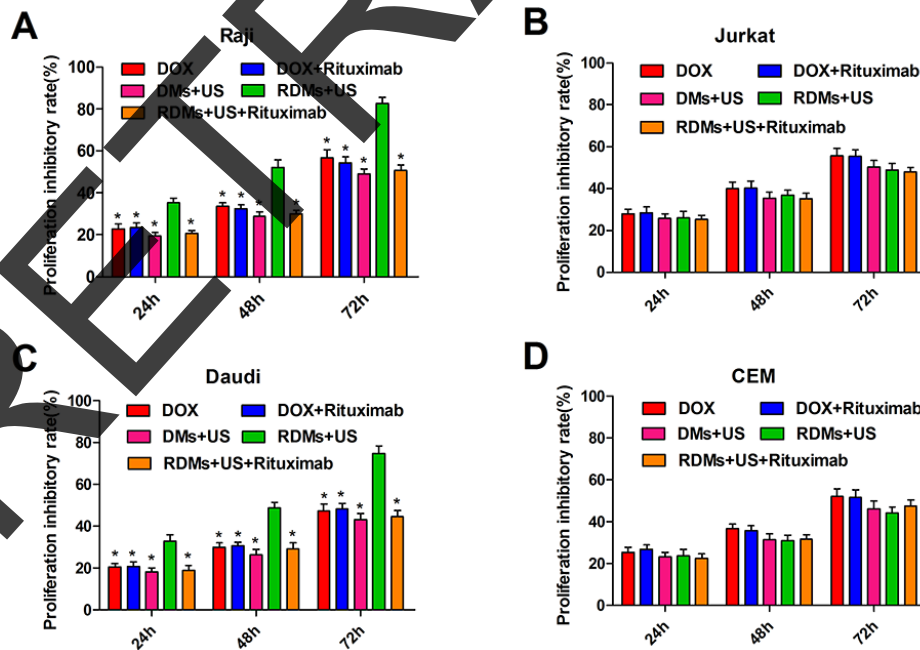 A
Raji
Proliferation inhibitory rate(%)
100
80
60
40
20
0
DOX
DOX+Rituximab
DMs+US
RDMs+US
RDMs+US+Rituximab
* * * *
* * * *
* * * *
24h
48h
72h
B
Jurkat
Proliferation inhibitory rate(%)
100
80
60
40
20
0
DOX
DOX+Rituximab
DMs+US
RDMs+US
RDMs+US+Rituximab
24h
48h
72h
C
Daudi
Proliferation inhibitory rate(%)
100
80
60
40
20
0
DOX
DOX+Rituximab
DMs+US
RDMs+US
RDMs+US+Rituximab
* * * *
* * * *
* * * *
24h
48h
72h
D
CEM
Proliferation inhibitory rate(%)
100
80
60
40
20
0
DOX
DOX+Rituximab
DMs+US
RDMs+US
RDMs+US+Rituximab
24h
48h
72h